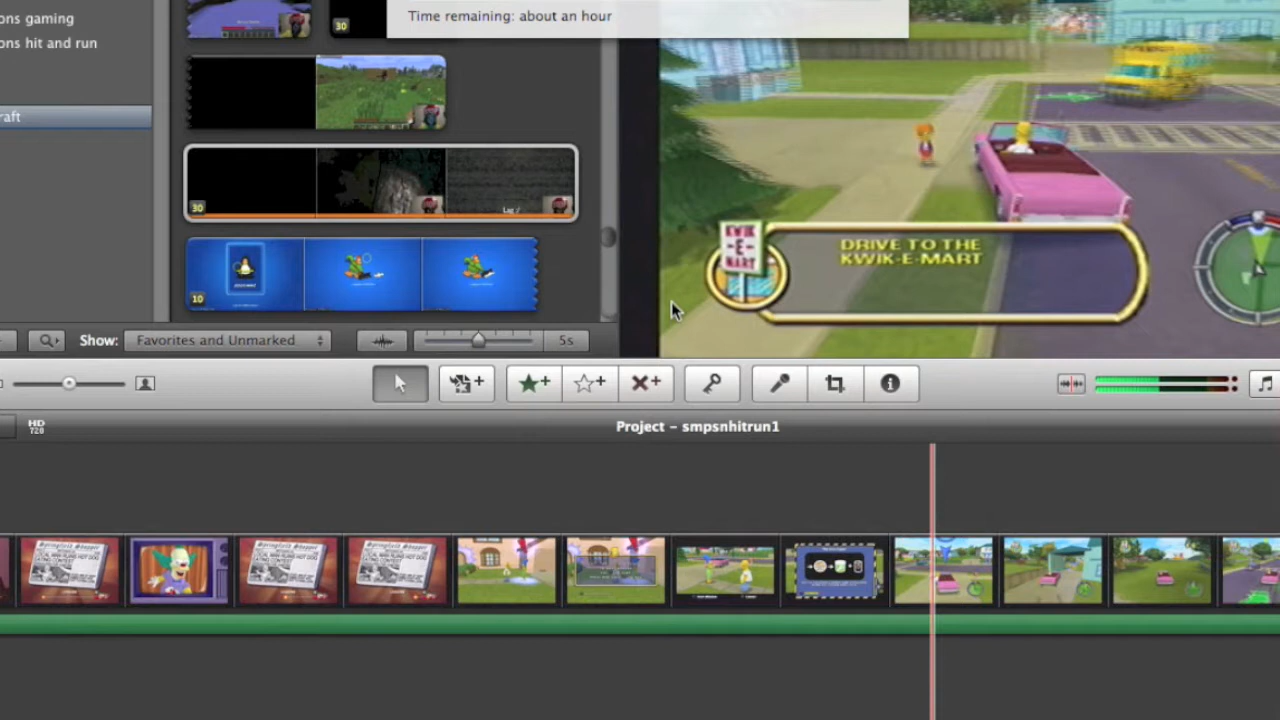 ons gaming
ons hit and run
raft
Time remaining: about an hour
30
30
Lag :/
10
KWIK
-E-
MART
DRIVE TO THE
KWIK-E-MART
Show: Favorites and Unmarked
5s
HD
720
Project – smpsnhitrun1